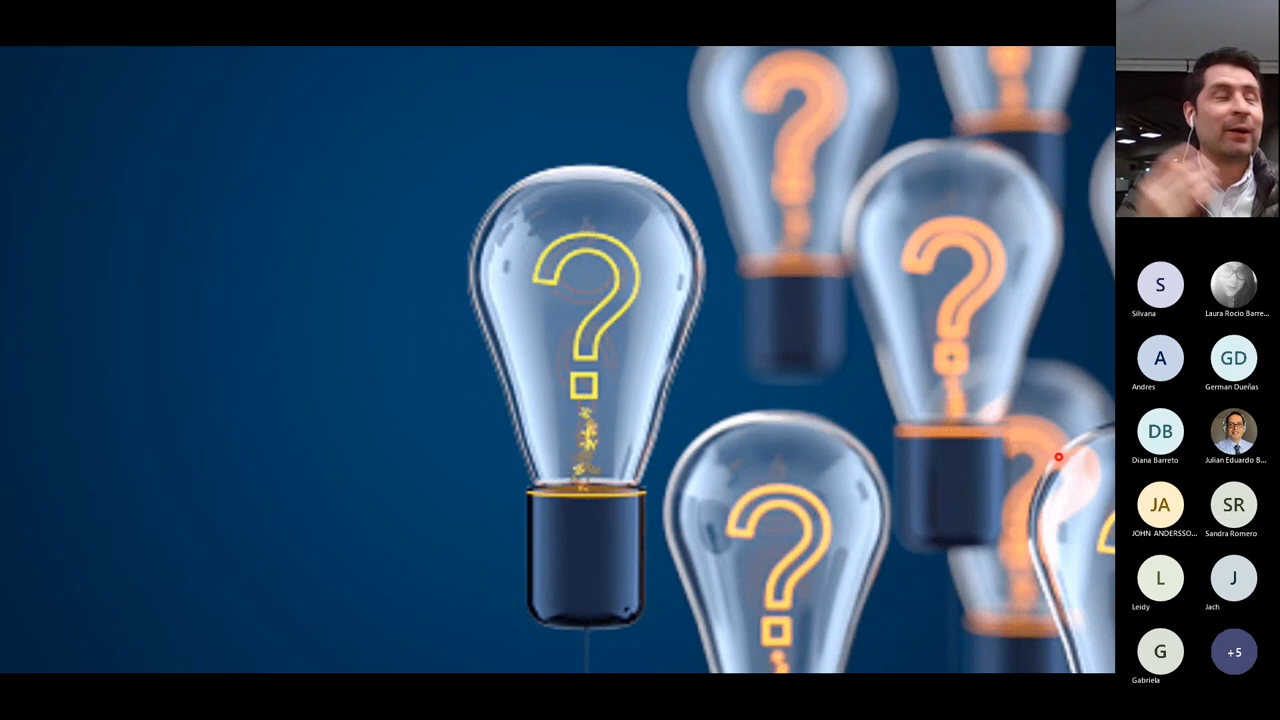 ?
?
?
?
S
Silvana
Laura Rocio Barre...
A
Andres
GD
German Dueñas
DB
Diana Barreto
Julian Eduardo B...
JA
JOHN ANDERSSO...
SR
Sandra Romero
L
Leidy
J
Jach
G
Gabriela
+5